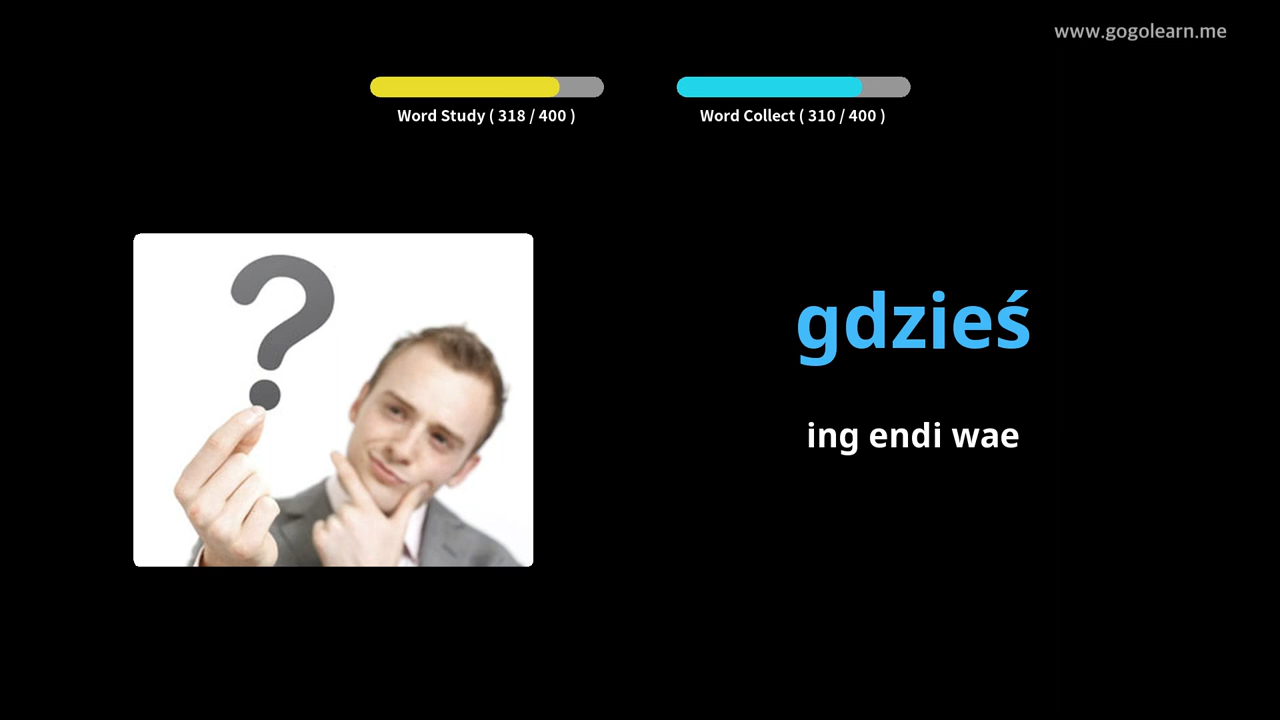 www.gogolearn.me
Word Study ( 318 / 400 )
Word Collect ( 310 / 400 )
gdzieś
ing endi wae